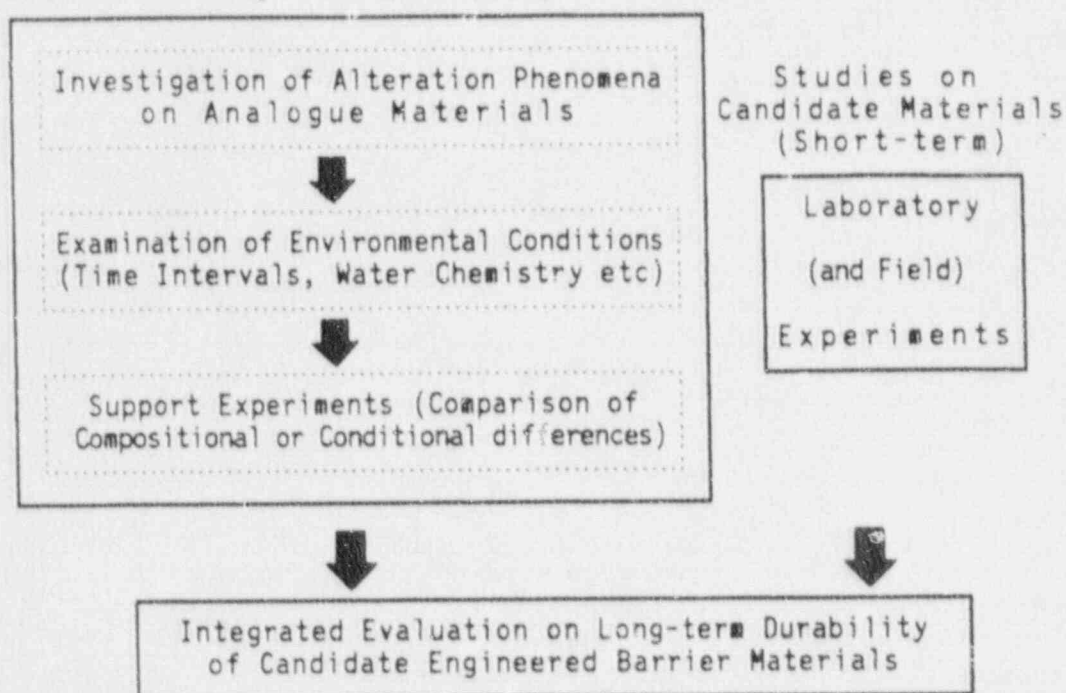 Investigation of Alteration Phenomena
on Analogue Materials
Examination of Environmental Conditions
(Time Intervals, Water Chemistry etc)
Support Experiments (Comparison of
Compositional or Conditional differences)
Studies on
Candidate Materials
(Short-term)
Laboratory
(and Field)
Experiments
Integrated Evaluation on Long-term Durability
of Candidate Engineered Barrier Materials